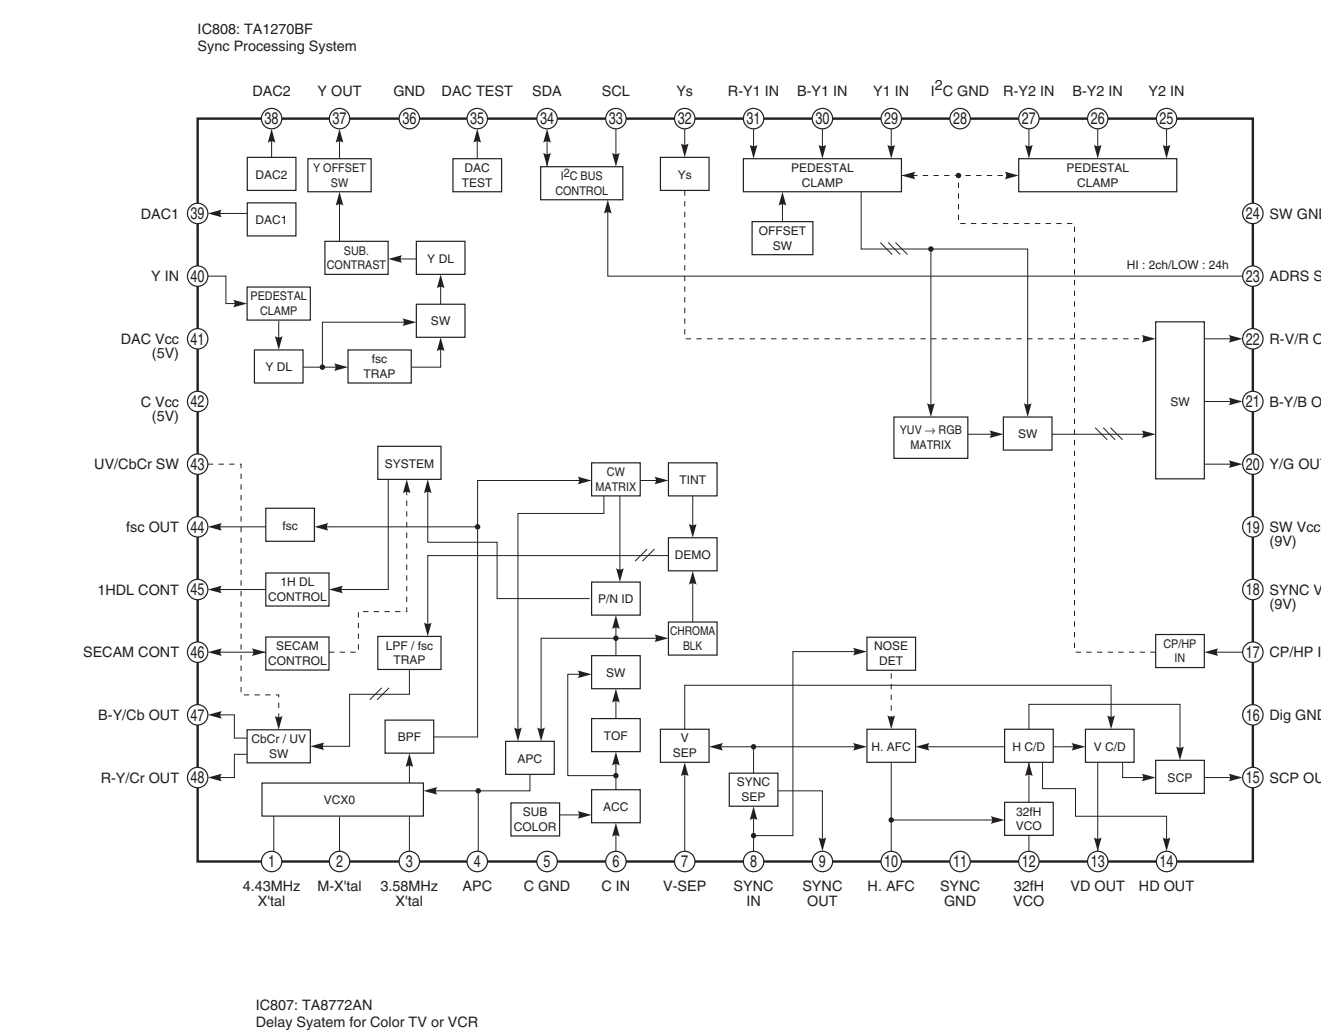 IC808: TA1270BF
Sync Processing System
DAC2 Y OUT GND DAC TEST SDA SCL Ys R-Y1 IN B-Y1 IN Y1 IN I2C GND R-Y2 IN B-Y2 IN Y2 IN
38 37 36 35 34 33 32 31 30 29 28 27 26 25
DAC2
Y OFFSET
SW
DAC
TEST
I2C BUS
CONTROL
Ys
PEDESTAL
CLAMP
PEDESTAL
CLAMP
DAC1 39
DAC1
OFFSET
SW
24 SW GND
SUB.
CONTRAST
Y DL
Y IN 40
HI : 2ch/LOW : 24h
23 ADRS S
PEDESTAL
CLAMP
SW
DAC Vcc
(5V)
41
22 R-V/R O
Y DL
fsc
TRAP
C Vcc
(5V)
42
SW
21 B-Y/B O
YUV → RGB
MATRIX
SW
UV/CbCr SW 43
SYSTEM
CW
MATRIX
TINT
20 Y/G OUT
fsc OUT 44
fsc
DEMO
19 SW Vcc
(9V)
1HDL CONT 45
1H DL
CONTROL
P/N ID
18 SYNC V
(9V)
SECAM CONT 46
SECAM
CONTROL
LPF / fsc
TRAP
CHROMA
BLK
NOSE
DET
CP/HP
IN
17 CP/HP I
SW
B-Y/Cb OUT 47
CbCr / UV
SW
BPF
TOF
V
SEP
H. AFC
H C/D
V C/D
16 Dig GND
APC
R-Y/Cr OUT 48
VCX0
SYNC
SEP
SCP
15 SCP OU
SUB
COLOR
ACC
32fH
VCO
1 2 3 4 5 6 7 8 9 10 11 12 13 14
4.43MHz
X'tal
M-X'tal
3.58MHz
X'tal
APC
C GND
C IN
V-SEP
SYNC
IN
SYNC
OUT
H. AFC
SYNC
GND
32fH
VCO
VD OUT
HD OUT
IC807: TA8772AN
Delay Syatem for Color TV or VCR